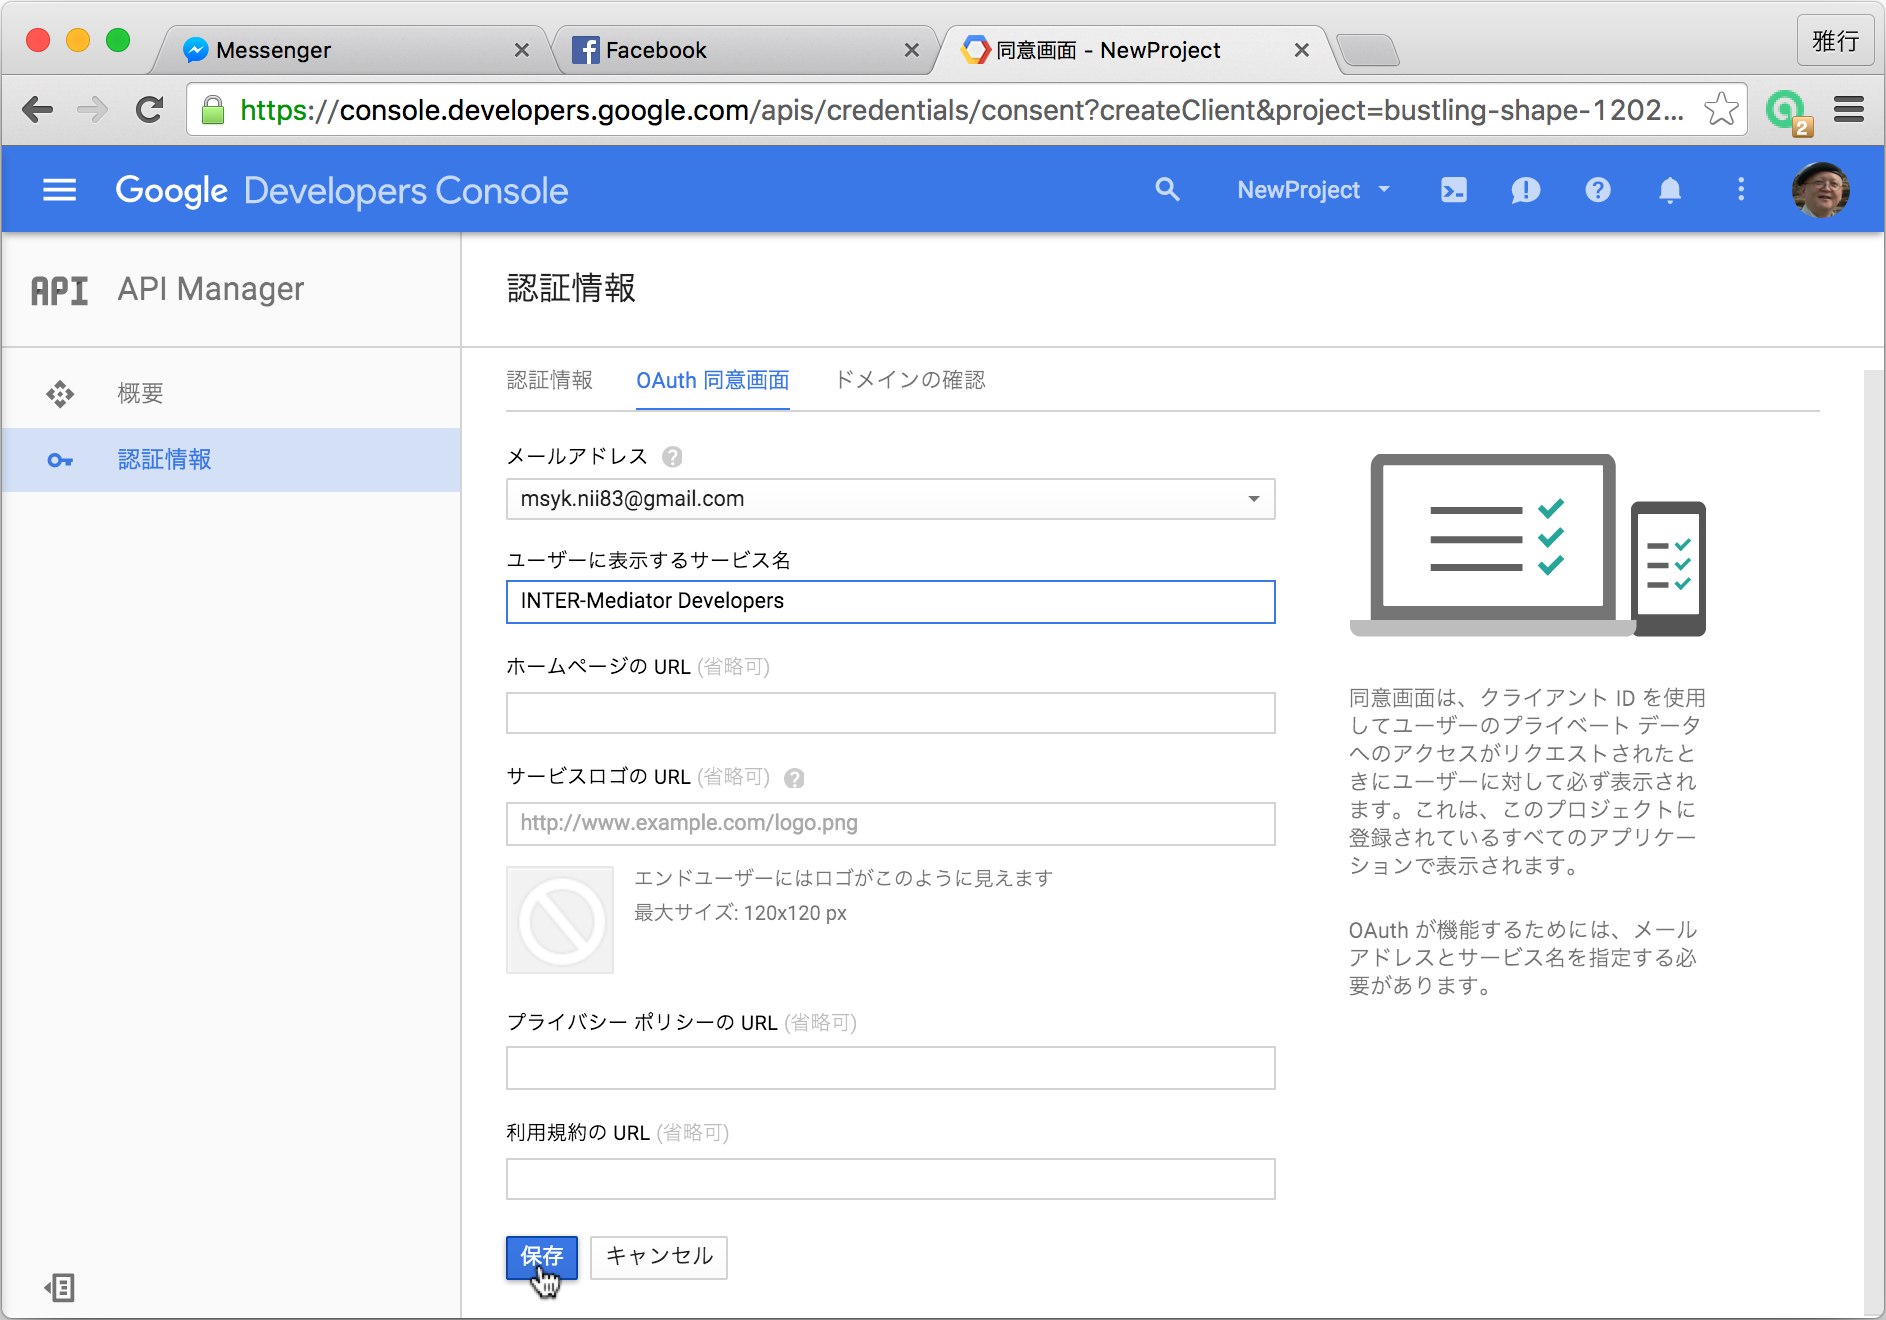 Messenger
Facebook
同意画面 - NewProject
雅行
https://console.developers.google.com/apis/credentials/consent?createClient&project=bustling-shape-1202...
2
Google Developers Console
NewProject
API API Manager
認証情報
概要
認証情報
認証情報
OAuth 同意画面
ドメインの確認
メールアドレス
msyk.nii83@gmail.com
ユーザーに表示するサービス名
INTER-Mediator Developers
ホームページの URL (省略可)
サービスロゴの URL (省略可)
http://www.example.com/logo.png
エンドユーザーにはロゴがこのように見えます
最大サイズ: 120x120 px
プライバシー ポリシーの URL (省略可)
利用規約の URL (省略可)
保存
キャンセル
同意画面は、クライアント ID を使用
してユーザーのプライベート データ
へのアクセスがリクエストされたと
きにユーザーに対して必ず表示され
ます。これは、このプロジェクトに
登録されているすべてのアプリケー
ションで表示されます。
OAuth が機能するためには、メール
アドレスとサービス名を指定する必
要があります。